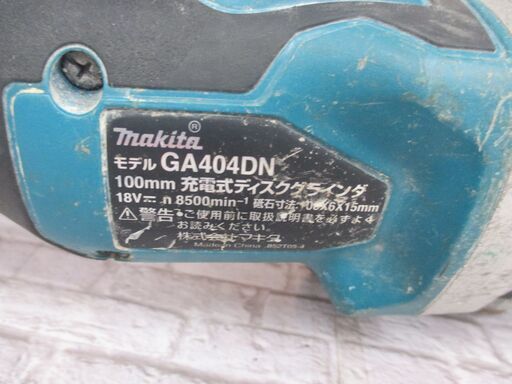 makita®
モデル GA404DN
100mm 充電式ディスクグラインダ
18V⎓ n 8500min⁻¹ 砥石寸法 100X6X15mm
⚠警告 ご使用前に取扱説明書を必ずよく
お読みください。
株式会社マキタ
Made in China 852T05-4